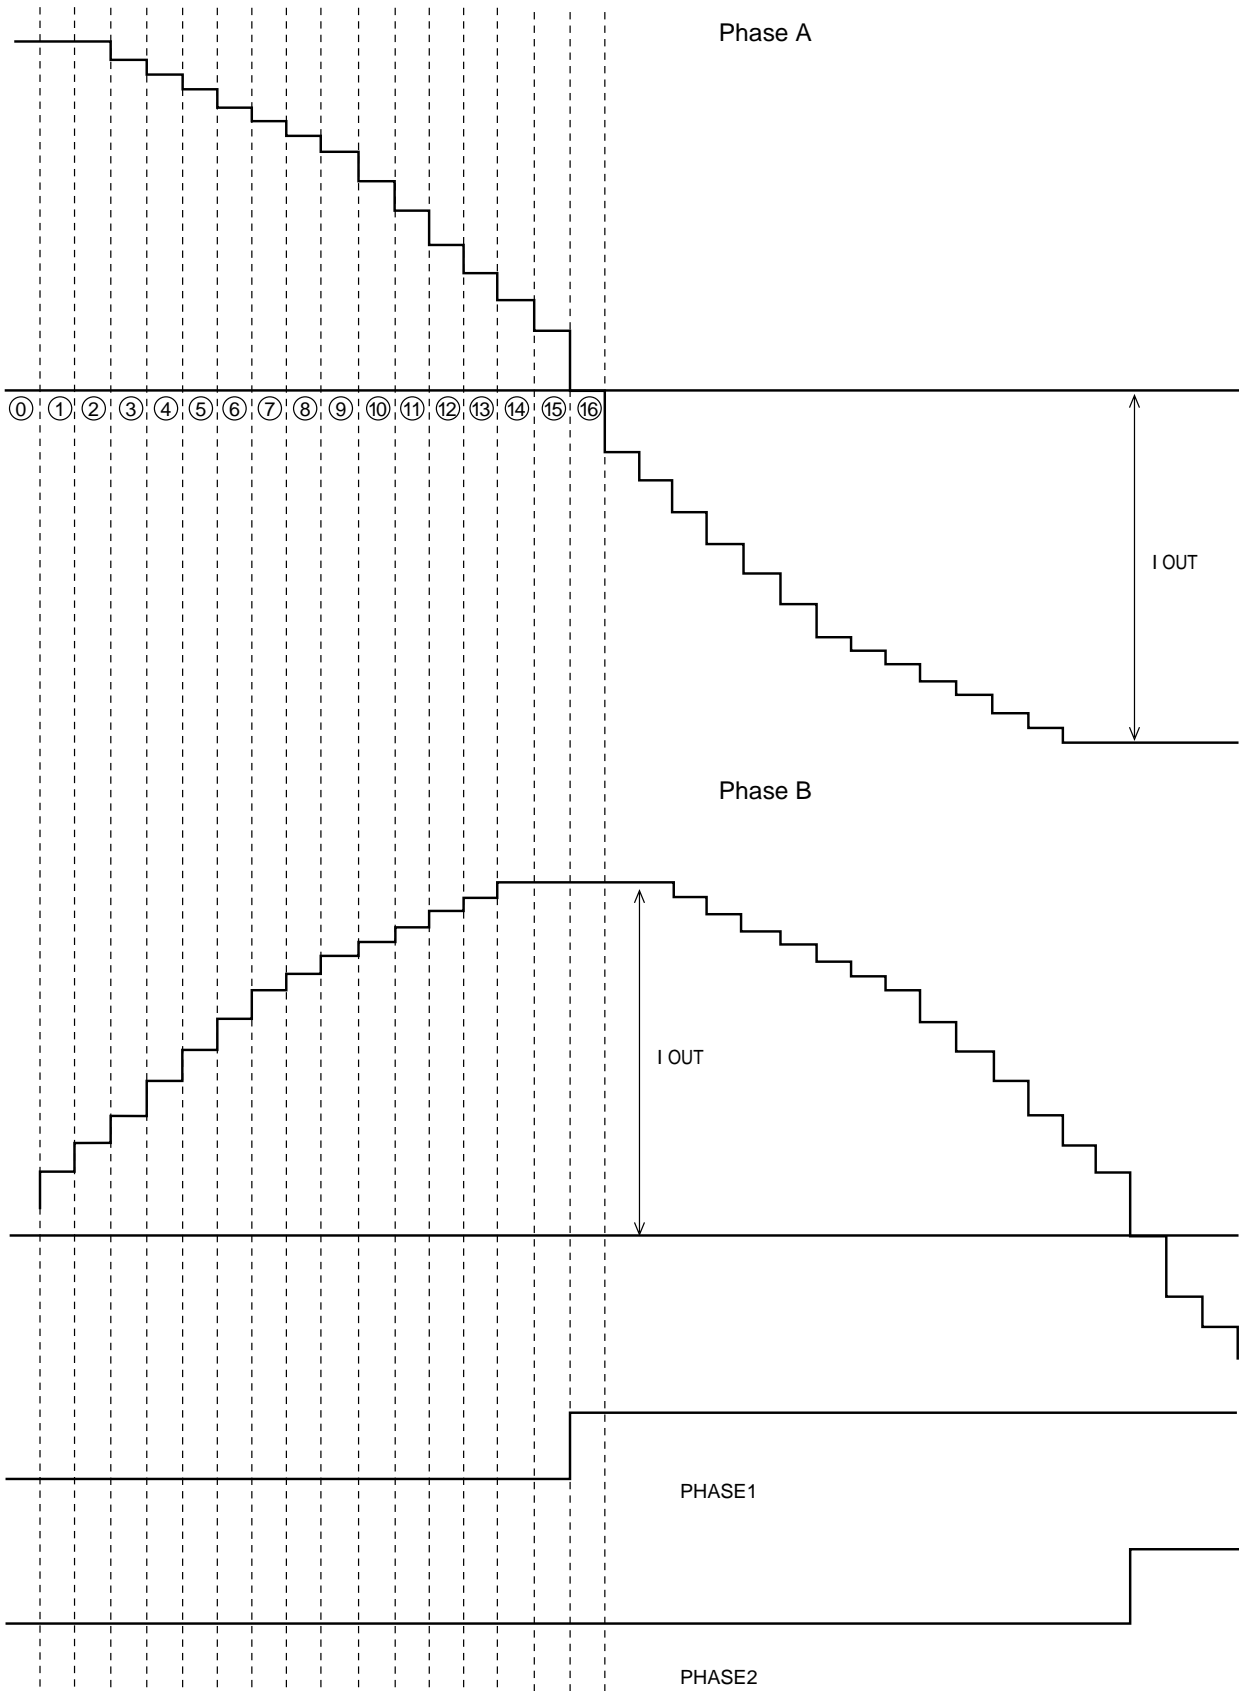 Phase A
⓪ ① ② ③ ④ ⑤ ⑥ ⑦ ⑧ ⑨ ⑩ ⑪ ⑫ ⑬ ⑭ ⑮ ⑯
I OUT
Phase B
I OUT
PHASE1
PHASE2